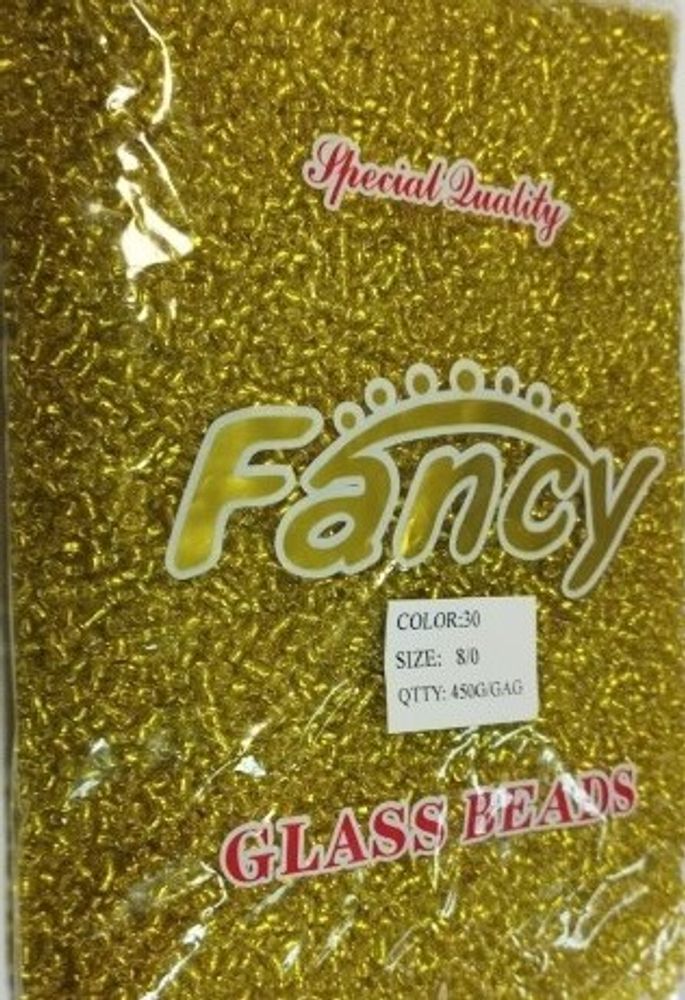 Special Quality
Fancy
COLOR:30
SIZE: 8/0
QTTY: 450G/GAG
GLASS BEADS